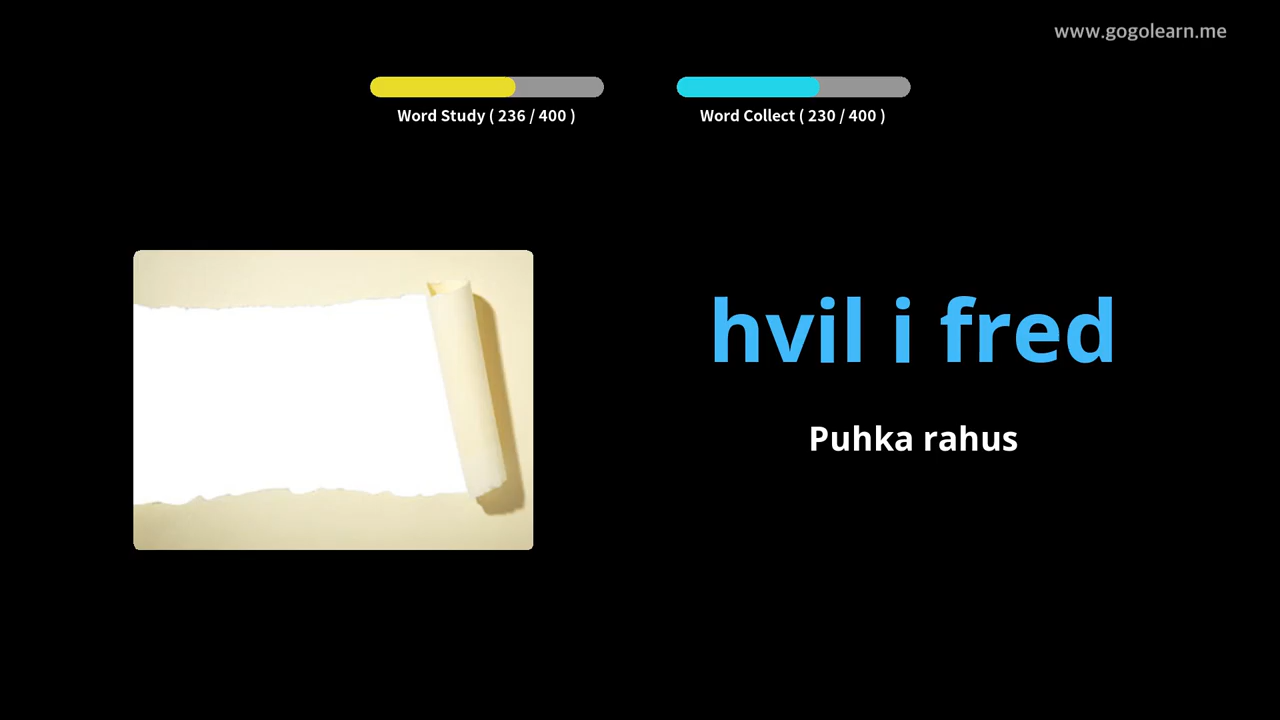 www.gogolearn.me
Word Study ( 236 / 400 )
Word Collect ( 230 / 400 )
hvil i fred
Puhka rahus